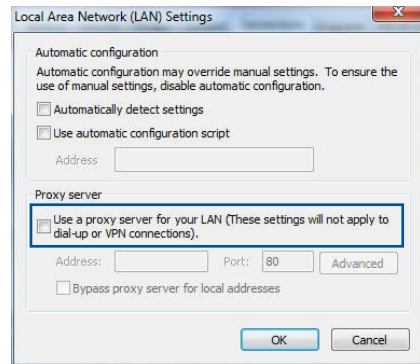 Local Area Network (LAN) Settings
Automatic configuration
Automatic configuration may override manual settings. To ensure the
use of manual settings, disable automatic configuration.
Automatically detect settings
Use automatic configuration script
Address
Proxy server
Use a proxy server for your LAN (These settings will not apply to
dial-up or VPN connections).
Address: Port: 80 Advanced
Bypass proxy server for local addresses
OK Cancel